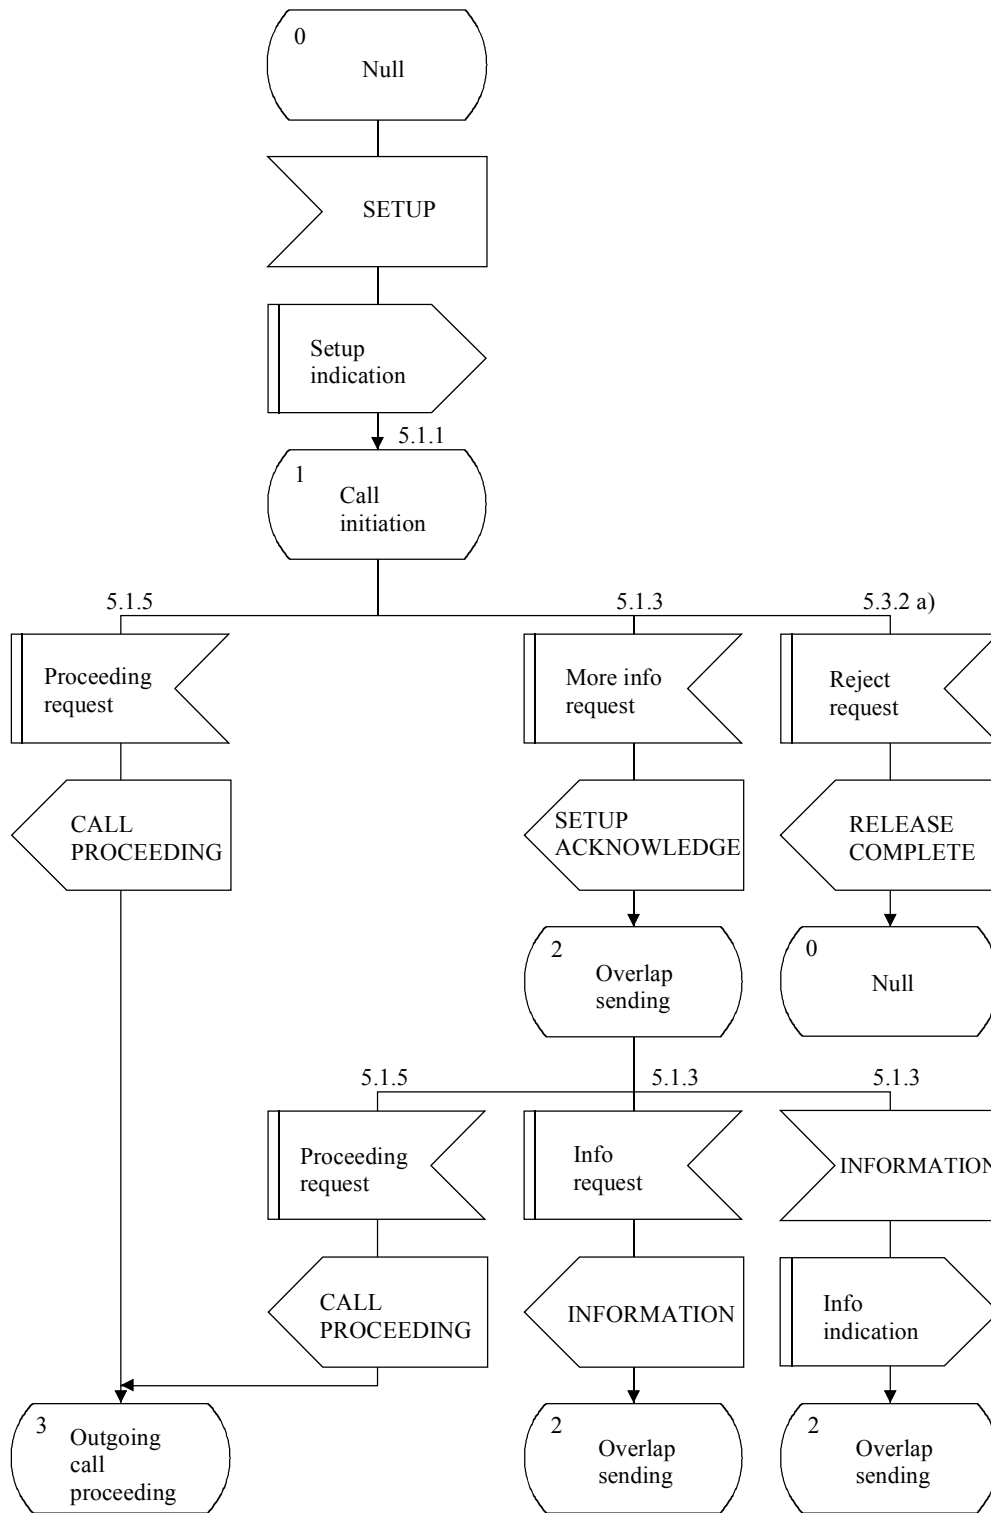 0
Null
SETUP
Setup
indication
5.1.1
1
Call
initiation
5.1.5
5.1.3
5.3.2 a)
Proceeding
request
More info
request
Reject
request
CALL
PROCEEDING
SETUP
ACKNOWLEDGE
RELEASE
COMPLETE
2
Overlap
sending
0
Null
5.1.5
5.1.3
5.1.3
Proceeding
request
Info
request
INFORMATION
CALL
PROCEEDING
INFORMATION
Info
indication
3
Outgoing
call
proceeding
2
Overlap
sending
2
Overlap
sending